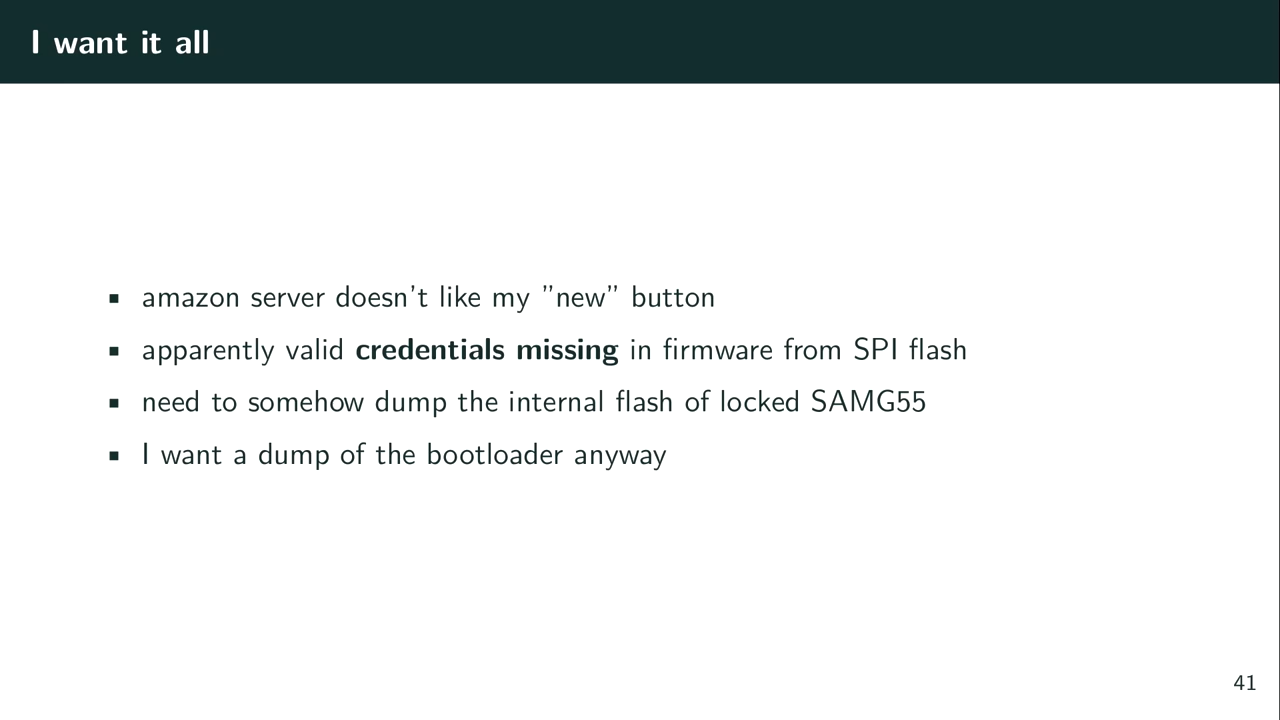 I want it all
▪ amazon server doesn't like my ”new” button
▪ apparently valid credentials missing in firmware from SPI flash
▪ need to somehow dump the internal flash of locked SAMG55
▪ I want a dump of the bootloader anyway
41